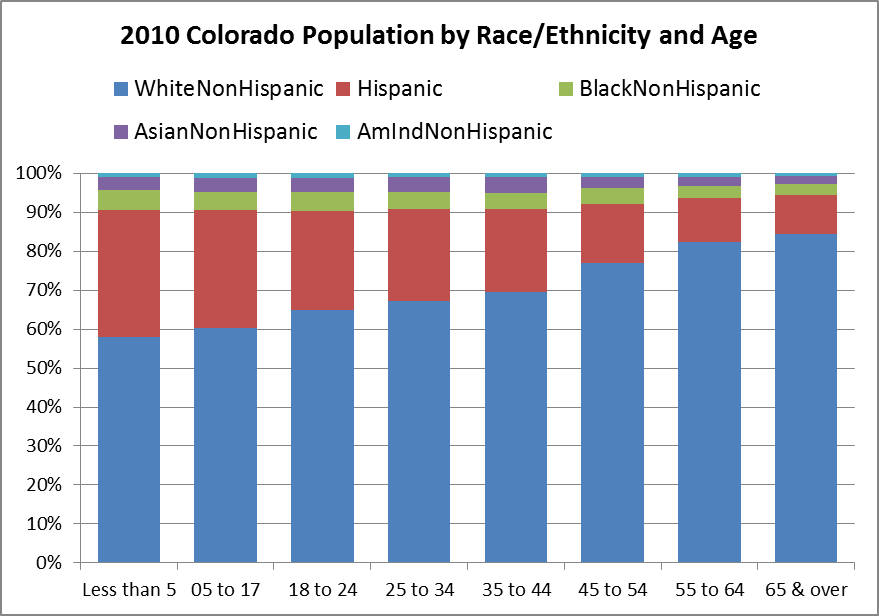 2010 Colorado Population by Race/Ethnicity and Age
WhiteNonHispanic Hispanic BlackNonHispanic
AsianNonHispanic AmIndNonHispanic
100%
90%
80%
70%
60%
50%
40%
30%
20%
10%
0%
Less than 5 05 to 17 18 to 24 25 to 34 35 to 44 45 to 54 55 to 64 65 & over